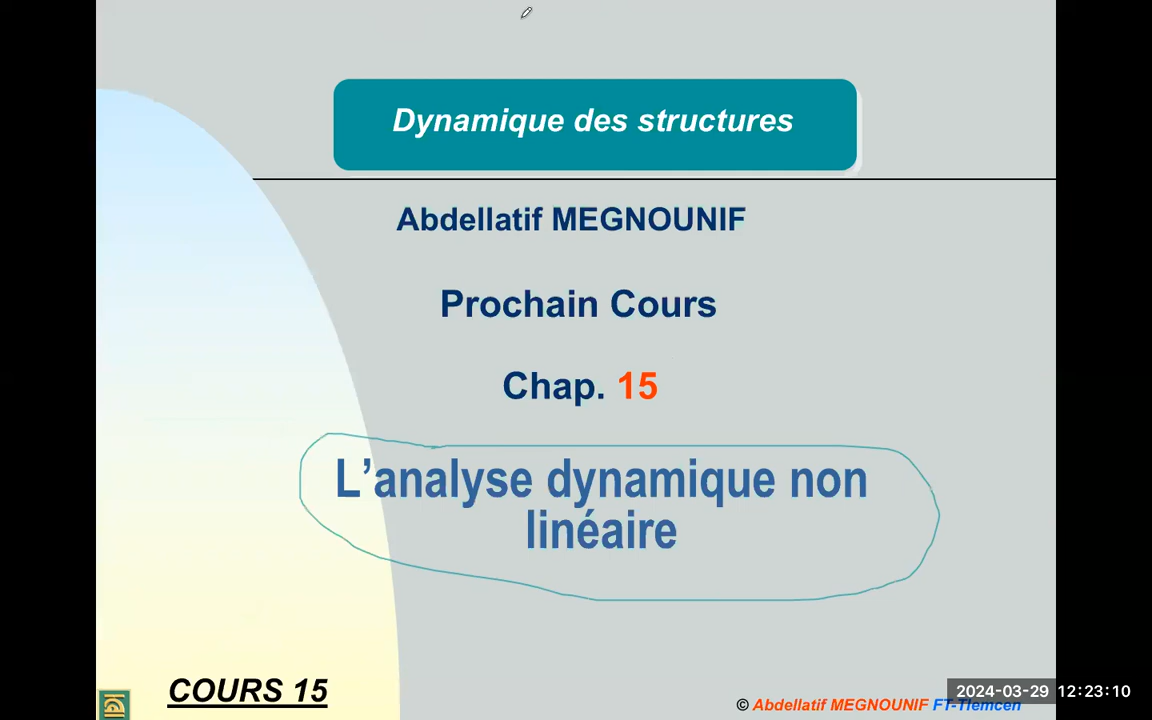 Dynamique des structures
Abdellatif MEGNOUNIF
Prochain Cours
Chap. 15
L’analyse dynamique non
linéaire
COURS 15
© Abdellatif MEGNOUNIF FT-Tlemcen
2024-03-29 12:23:10